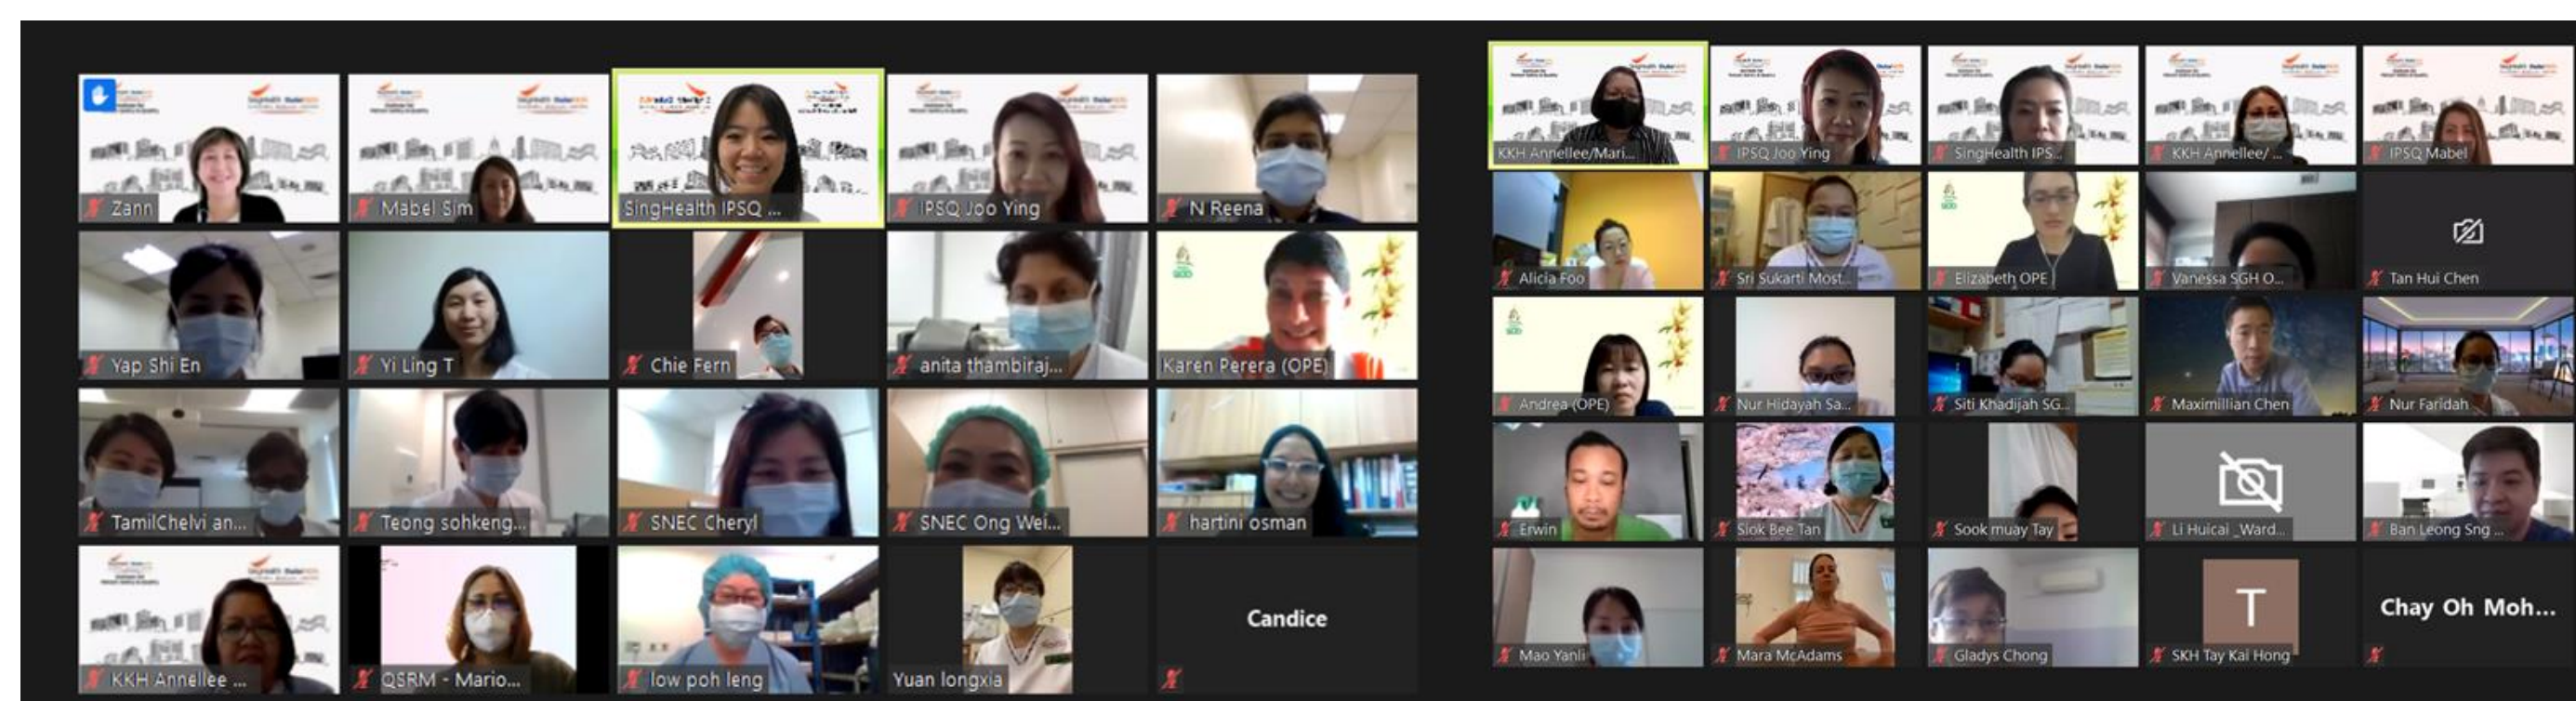 Zann
Mabel Sim
SingHealth IPSQ ...
IPSQ Joo Ying
N Reena
Yap Shi En
Yi Ling T
Chie Fern
anita thambiraj...
Karen Perera (OPE)
TamilChelvi an...
Teong sohkeng...
SNEC Cheryl
SNEC Ong Wei...
hartini osman
KKH Annellee ...
QSRM - Mario...
low poh leng
Yuan longxia
Candice
KKH Annellee/Mari...
IPSQ Joo Ying
SingHealth IPS...
KKH Annellee/ ...
IPSQ Mabel
Alicia Foo
Sri Sukarti Most...
Elizabeth OPE
Vanessa SGH O...
Tan Hui Chen
Andrea (OPE)
Nur Hidayah Sa...
Siti Khadijah SG...
Maximillian Chen
Nur Faridah
Erwin
Siok Bee Tan
Sook muay Tay
Li Huicai _Ward...
Ban Leong Sng ...
Mao Yanli
Mara McAdams
Gladys Chong
T
SKH Tay Kai Hong
Chay Oh Moh...